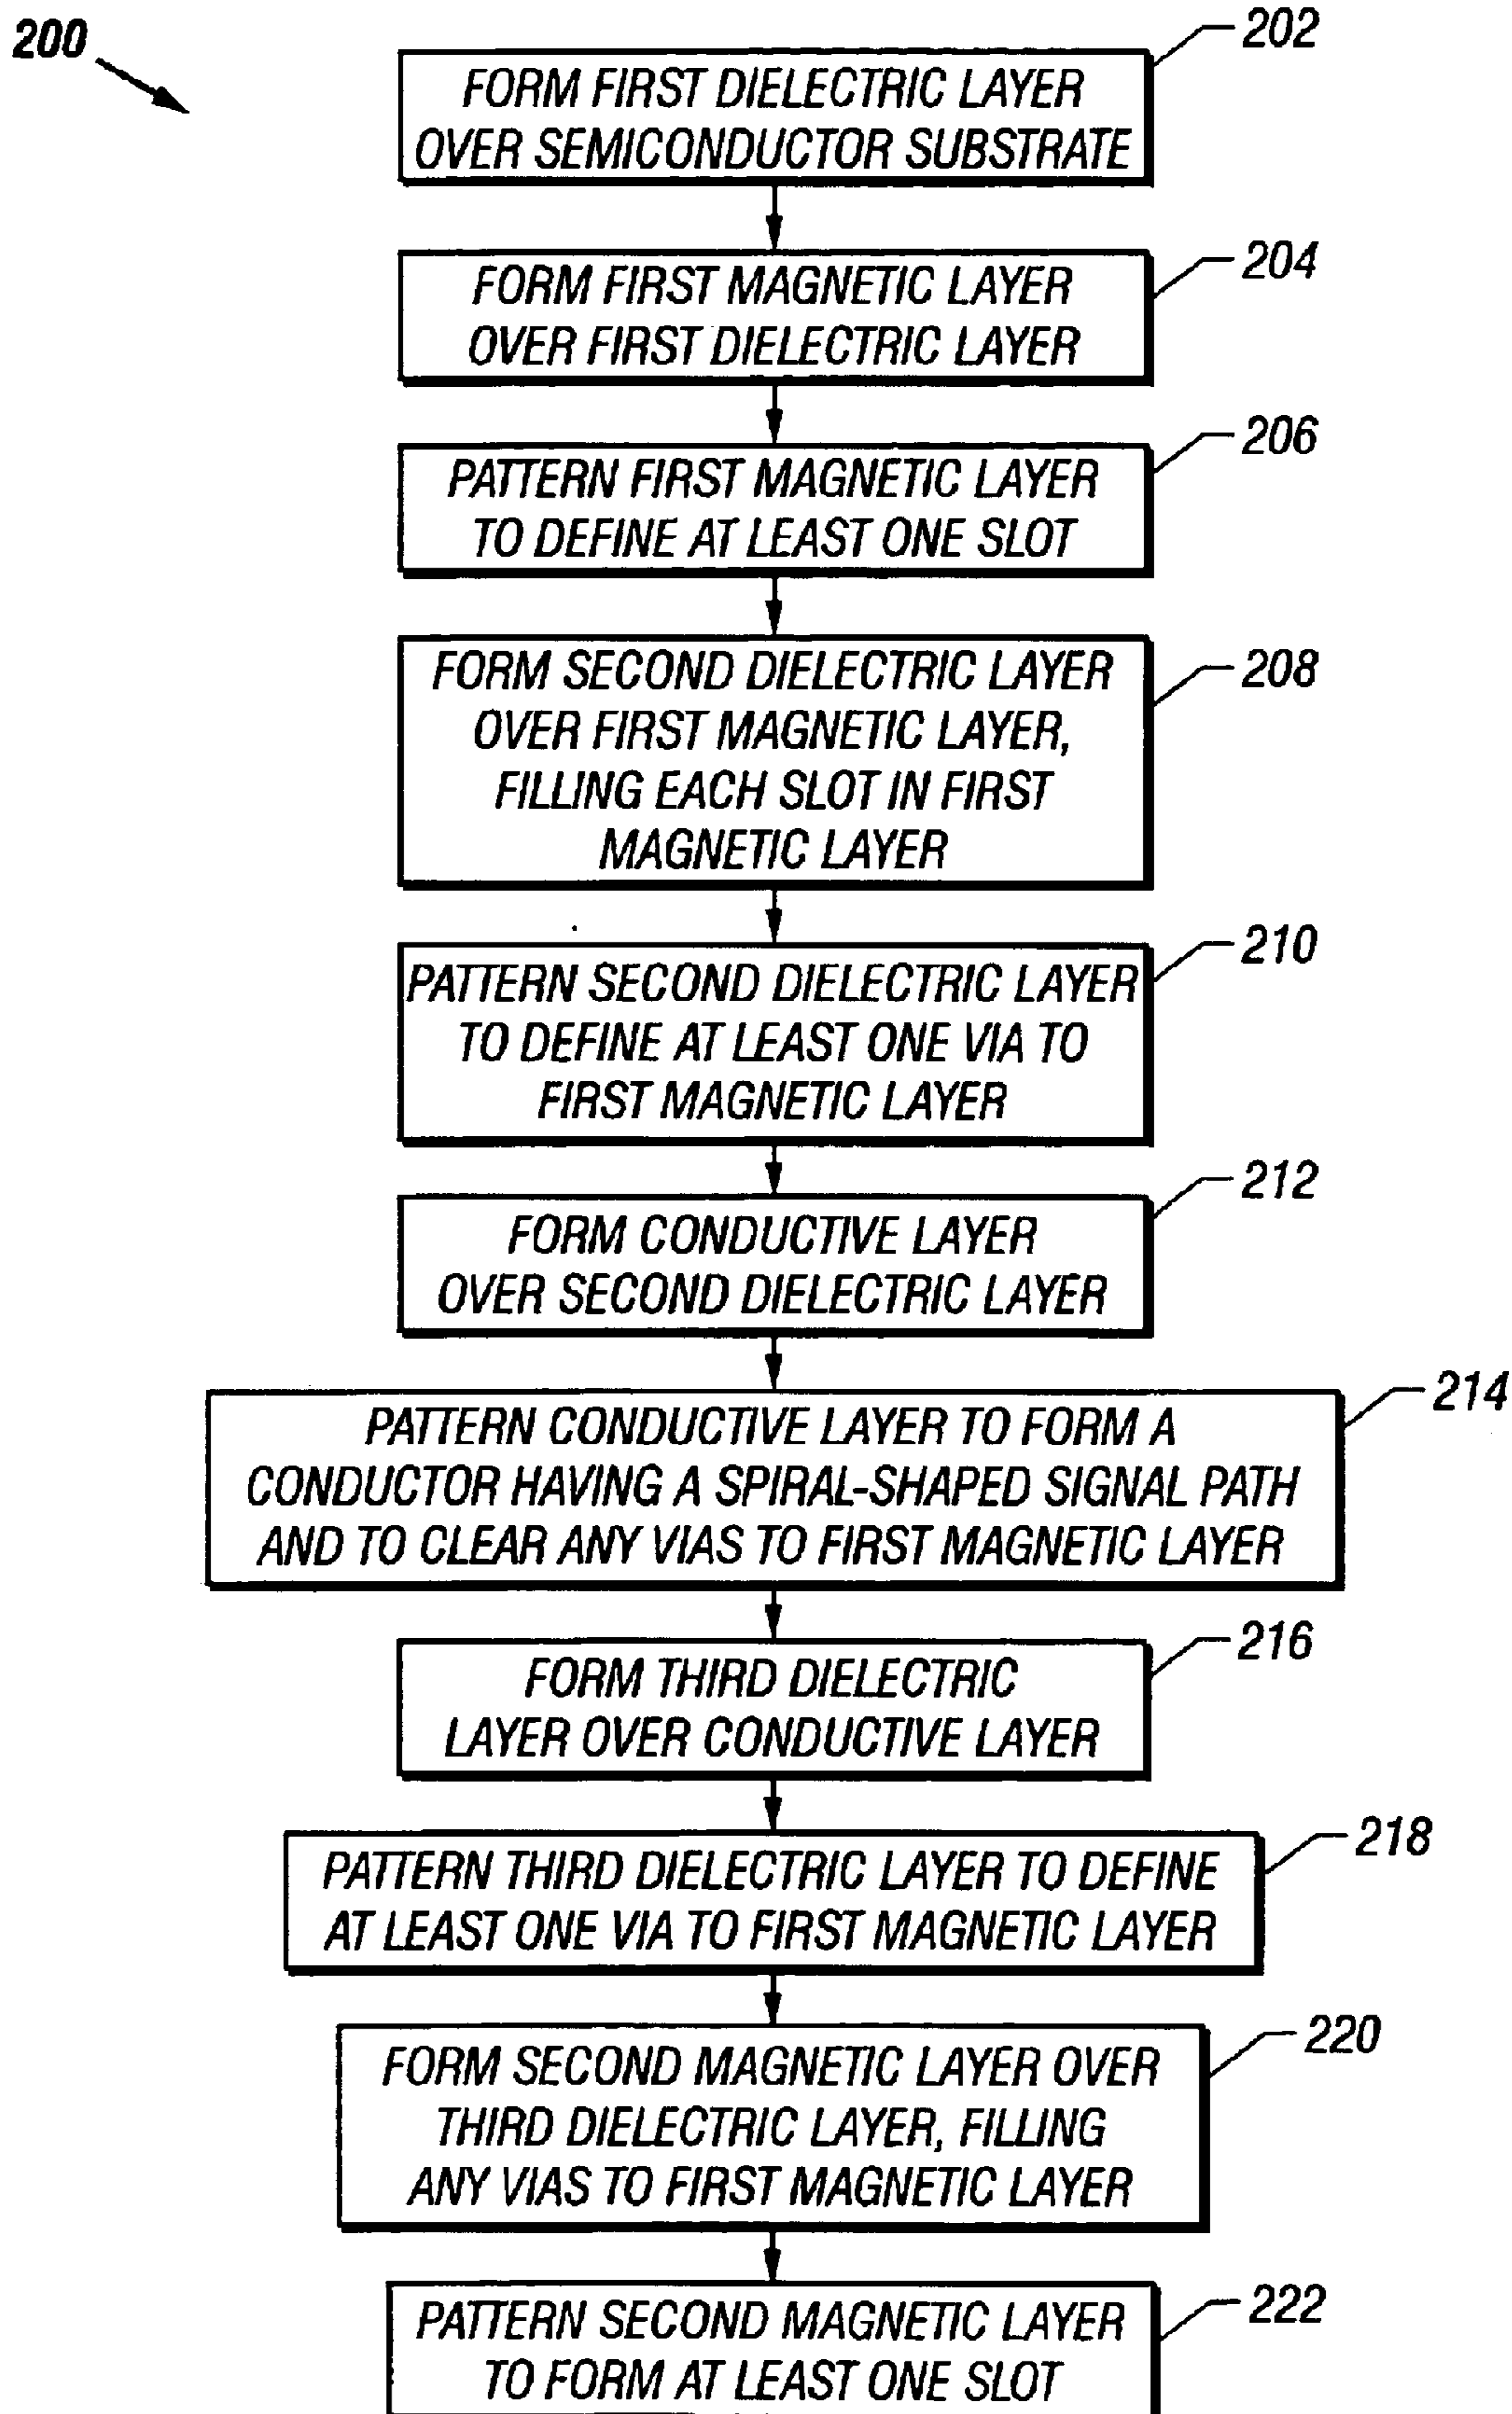 200
202
FORM FIRST DIELECTRIC LAYER
OVER SEMICONDUCTOR SUBSTRATE
204
FORM FIRST MAGNETIC LAYER
OVER FIRST DIELECTRIC LAYER
206
PATTERN FIRST MAGNETIC LAYER
TO DEFINE AT LEAST ONE SLOT
208
FORM SECOND DIELECTRIC LAYER
OVER FIRST MAGNETIC LAYER,
FILLING EACH SLOT IN FIRST
MAGNETIC LAYER
210
PATTERN SECOND DIELECTRIC LAYER
TO DEFINE AT LEAST ONE VIA TO
FIRST MAGNETIC LAYER
212
FORM CONDUCTIVE LAYER
OVER SECOND DIELECTRIC LAYER
214
PATTERN CONDUCTIVE LAYER TO FORM A
CONDUCTOR HAVING A SPIRAL-SHAPED SIGNAL PATH
AND TO CLEAR ANY VIAS TO FIRST MAGNETIC LAYER
216
FORM THIRD DIELECTRIC
LAYER OVER CONDUCTIVE LAYER
218
PATTERN THIRD DIELECTRIC LAYER TO DEFINE
AT LEAST ONE VIA TO FIRST MAGNETIC LAYER
220
FORM SECOND MAGNETIC LAYER OVER
THIRD DIELECTRIC LAYER, FILLING
ANY VIAS TO FIRST MAGNETIC LAYER
222
PATTERN SECOND MAGNETIC LAYER
TO FORM AT LEAST ONE SLOT